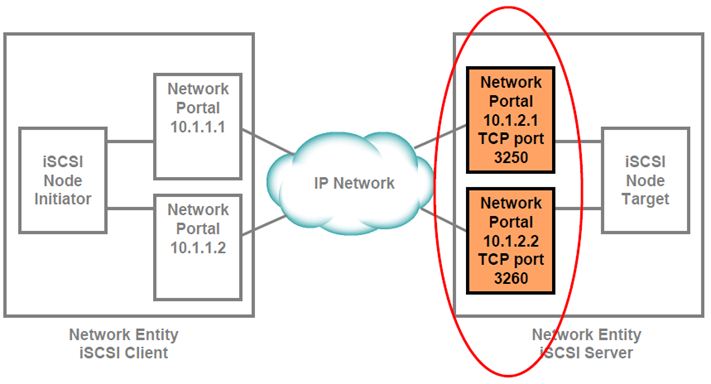 Network
Portal
10.1.1.1
iSCSI
Node
Initiator
Network
Portal
10.1.1.2
Network Entity
iSCSI Client
IP Network
Network
Portal
10.1.2.1
TCP port
3250
Network
Portal
10.1.2.2
TCP port
3260
iSCSI
Node
Target
Network Entity
iSCSI Server